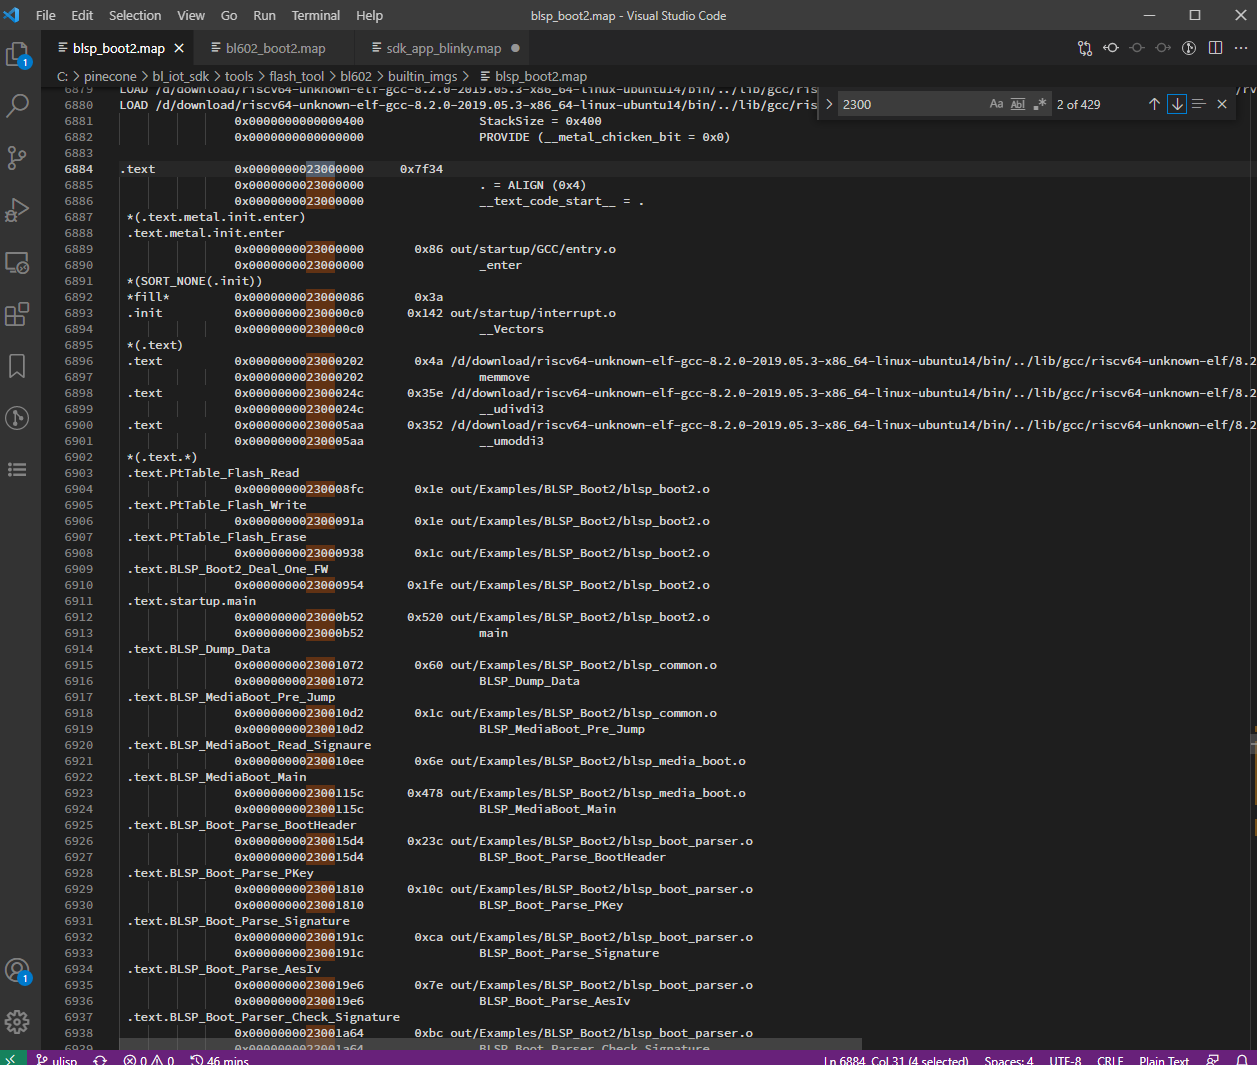 File Edit Selection View Go Run Terminal Help blsp_boot2.map - Visual Studio Code
blsp_boot2.map bl602_boot2.map sdk_app_blinky.map
C: > pinecone > bl_iot_sdk > tools > flash_tool > bl602 > builtin_imgs > blsp_boot2.map
2300 Aa Abl .* 2 of 429
6879 LOAD /d/download/riscv64-unknown-elf-gcc-8.2.0-2019.05.3-x86_64-linux-ubuntu14/bin/../lib/gcc/riscv64-unknown-elf/8.2.0/../../../../riscv64-unknown-elf/lib/rv
6880 LOAD /d/download/riscv64-unknown-elf-gcc-8.2.0-2019.05.3-x86_64-linux-ubuntu14/bin/../lib/gcc/ris
6881 0x0000000000000400 StackSize = 0x400
6882 0x0000000000000000 PROVIDE (__metal_chicken_bit = 0x0)
6883
6884 .text 0x0000000023000000 0x7f34
6885 0x0000000023000000 . = ALIGN (0x4)
6886 0x0000000023000000 __text_code_start__ = .
6887 *(.text.metal.init.enter)
6888 .text.metal.init.enter
6889 0x0000000023000000 0x86 out/startup/GCC/entry.o
6890 0x0000000023000000 _enter
6891 *(SORT_NONE(.init))
6892 *fill* 0x0000000023000086 0x3a
6893 .init 0x00000000230000c0 0x142 out/startup/interrupt.o
6894 0x00000000230000c0 __Vectors
6895 *(.text)
6896 .text 0x0000000023000202 0x4a /d/download/riscv64-unknown-elf-gcc-8.2.0-2019.05.3-x86_64-linux-ubuntu14/bin/../lib/gcc/riscv64-unknown-elf/8.2
6897 0x0000000023000202 memmove
6898 .text 0x000000002300024c 0x35e /d/download/riscv64-unknown-elf-gcc-8.2.0-2019.05.3-x86_64-linux-ubuntu14/bin/../lib/gcc/riscv64-unknown-elf/8.2
6899 0x000000002300024c __udivdi3
6900 .text 0x00000000230005aa 0x352 /d/download/riscv64-unknown-elf-gcc-8.2.0-2019.05.3-x86_64-linux-ubuntu14/bin/../lib/gcc/riscv64-unknown-elf/8.2
6901 0x00000000230005aa __umoddi3
6902 *(.text.*)
6903 .text.PtTable_Flash_Read
6904 0x00000000230008fc 0x1e out/Examples/BLSP_Boot2/blsp_boot2.o
6905 .text.PtTable_Flash_Write
6906 0x000000002300091a 0x1e out/Examples/BLSP_Boot2/blsp_boot2.o
6907 .text.PtTable_Flash_Erase
6908 0x0000000023000938 0x1c out/Examples/BLSP_Boot2/blsp_boot2.o
6909 .text.BLSP_Boot2_Deal_One_FW
6910 0x0000000023000954 0x1fe out/Examples/BLSP_Boot2/blsp_boot2.o
6911 .text.startup.main
6912 0x0000000023000b52 0x520 out/Examples/BLSP_Boot2/blsp_boot2.o
6913 0x0000000023000b52 main
6914 .text.BLSP_Dump_Data
6915 0x0000000023001072 0x60 out/Examples/BLSP_Boot2/blsp_common.o
6916 0x0000000023001072 BLSP_Dump_Data
6917 .text.BLSP_MediaBoot_Pre_Jump
6918 0x00000000230010d2 0x1c out/Examples/BLSP_Boot2/blsp_common.o
6919 0x00000000230010d2 BLSP_MediaBoot_Pre_Jump
6920 .text.BLSP_MediaBoot_Read_Signaure
6921 0x00000000230010ee 0x6e out/Examples/BLSP_Boot2/blsp_media_boot.o
6922 .text.BLSP_MediaBoot_Main
6923 0x000000002300115c 0x478 out/Examples/BLSP_Boot2/blsp_media_boot.o
6924 0x000000002300115c BLSP_MediaBoot_Main
6925 .text.BLSP_Boot_Parse_BootHeader
6926 0x00000000230015d4 0x23c out/Examples/BLSP_Boot2/blsp_boot_parser.o
6927 0x00000000230015d4 BLSP_Boot_Parse_BootHeader
6928 .text.BLSP_Boot_Parse_PKey
6929 0x0000000023001810 0x10c out/Examples/BLSP_Boot2/blsp_boot_parser.o
6930 0x0000000023001810 BLSP_Boot_Parse_PKey
6931 .text.BLSP_Boot_Parse_Signature
6932 0x000000002300191c 0xca out/Examples/BLSP_Boot2/blsp_boot_parser.o
6933 0x000000002300191c BLSP_Boot_Parse_Signature
6934 .text.BLSP_Boot_Parse_AesIv
6935 0x00000000230019e6 0x7e out/Examples/BLSP_Boot2/blsp_boot_parser.o
6936 0x00000000230019e6 BLSP_Boot_Parse_AesIv
6937 .text.BLSP_Boot_Parser_Check_Signature
6938 0x0000000023001a64 0xbc out/Examples/BLSP_Boot2/blsp_boot_parser.o
6939 0x0000000023001a64 BLSP_Boot_Parser_Check_Signature
ulisp 0 0 46 mins Ln 6884, Col 31 (4 selected) Spaces: 4 UTF-8 CRLF Plain Text